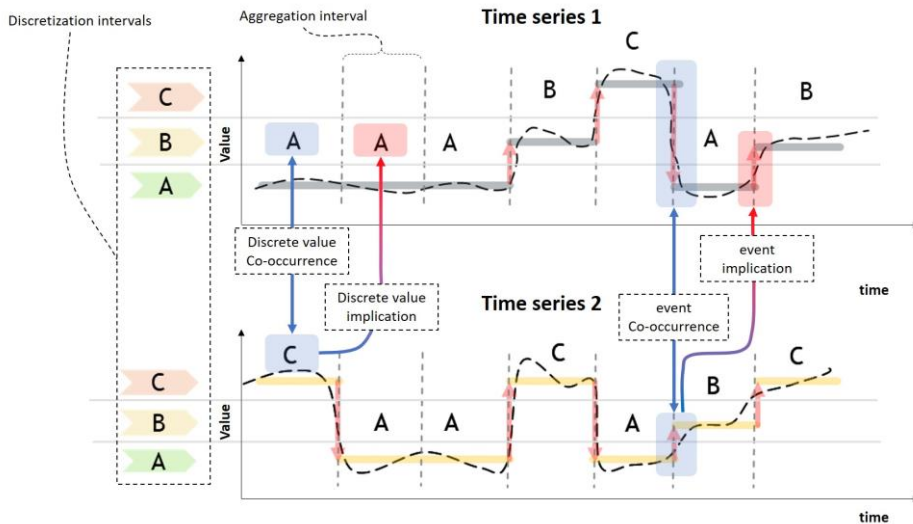 Discretization intervals
Aggregation interval
Time series 1
C
B
A
Value
A
A
A
B
C
A
B
time
Discrete value
Co-occurrence
Discrete value
implication
event
Co-occurrence
event
implication
Time series 2
C
B
A
Value
C
A
A
C
A
B
C
time